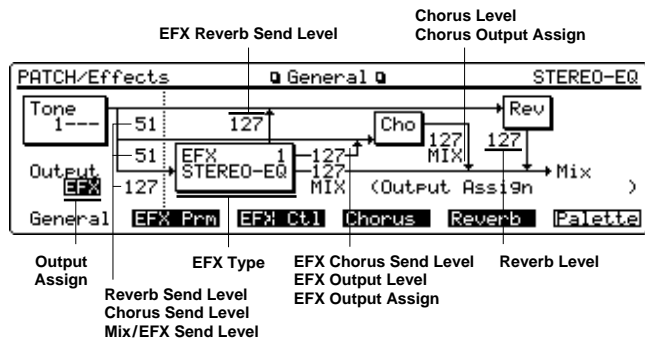 Chorus Level
EFX Reverb Send Level
Chorus Output Assign
PATCH/Effects
General
STEREO-EQ
Tone
1---
Rev
51
127
Cho
127
127
51
EFX 1
127
MIX
Output
STEREO-EQ
127
Mix
EFX
127
MIX
(Output Assign )
General
EFX Prm
EFX Ctl
Chorus
Reverb
Palette
Output
Assign
EFX Type
EFX Chorus Send Level
Reverb Level
EFX Output Level
Reverb Send Level
EFX Output Assign
Chorus Send Level
Mix/EFX Send Level